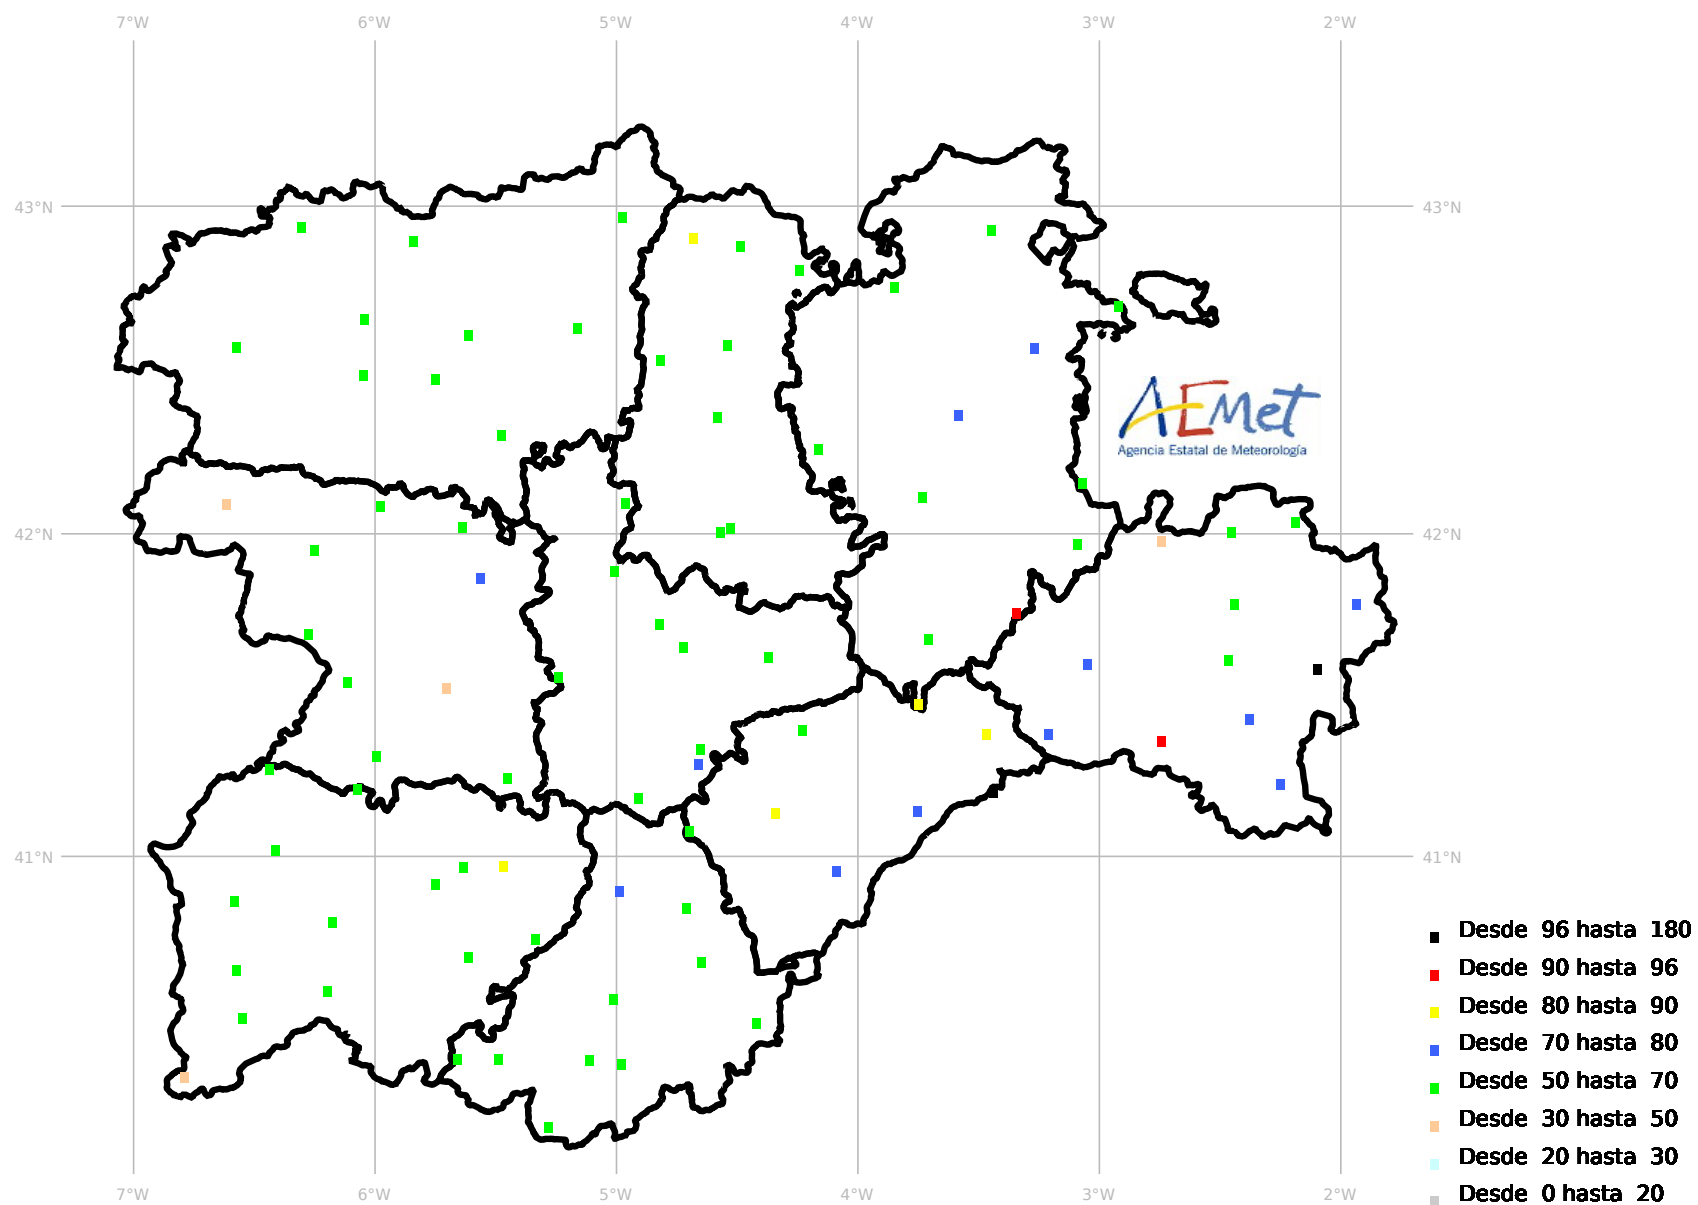 7°W 6°W 5°W 4°W 3°W 2°W
43°N 43°N
AEMet
Agencia Estatal de Meteorología
42°N 42°N
41°N 41°N
Desde 96 hasta 180
Desde 90 hasta 96
Desde 80 hasta 90
Desde 70 hasta 80
Desde 50 hasta 70
Desde 30 hasta 50
Desde 20 hasta 30
Desde 0 hasta 20
7°W 6°W 5°W 4°W 3°W 2°W